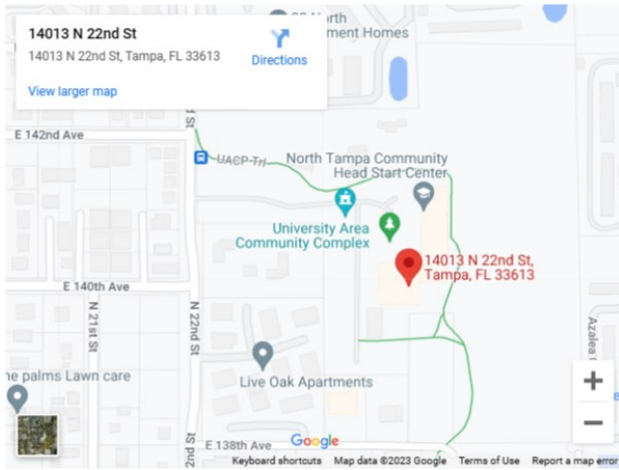 14013 N 22nd St
14013 N 22nd St, Tampa, FL 33613
Directions
View larger map
North
ment Homes
E 142nd Ave
St
UACP-Trl
North Tampa Community
Head Start Center
University Area
Community Complex
14013 N 22nd St,
Tampa, FL 33613
E 140th Ave
N 21st St
N 22nd St
Azalea
he palms Lawn care
Live Oak Apartments
+
−
2nd St
E 138th Ave
Google
Keyboard shortcuts
Map data ©2023 Google
Terms of Use
Report a map error